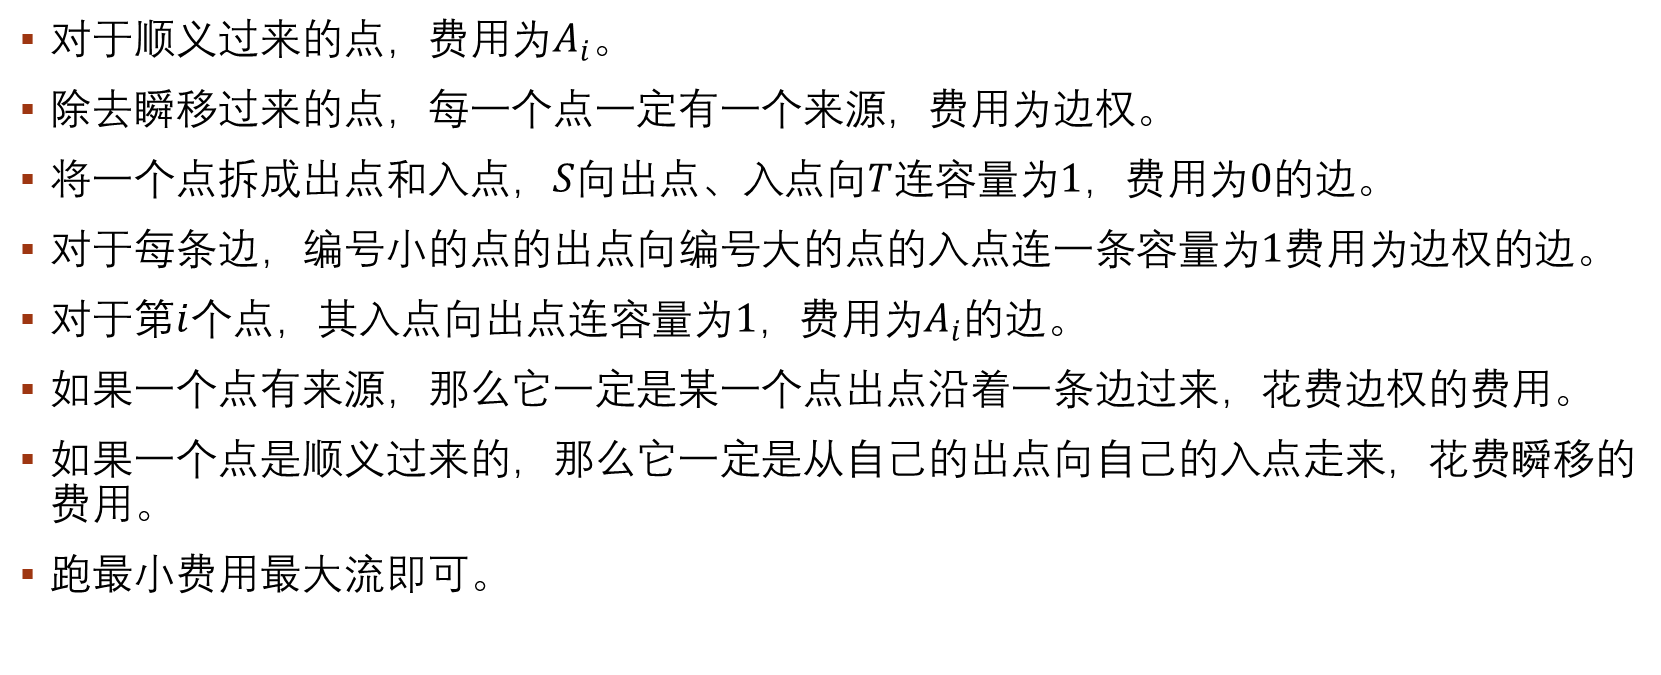 ▪ 对于顺义过来的点，费用为A_i。
▪ 除去瞬移过来的点，每一个点一定有一个来源，费用为边权。
▪ 将一个点拆成出点和入点，S向出点、入点向T连容量为1，费用为0的边。
▪ 对于每条边，编号小的点的出点向编号大的点的入点连一条容量为1费用为边权的边。
▪ 对于第i个点，其入点向出点连容量为1，费用为A_i的边。
▪ 如果一个点有来源，那么它一定是某一个点出点沿着一条边过来，花费边权的费用。
▪ 如果一个点是顺义过来的，那么它一定是从自己的出点向自己的入点走来，花费瞬移的
费用。
▪ 跑最小费用最大流即可。